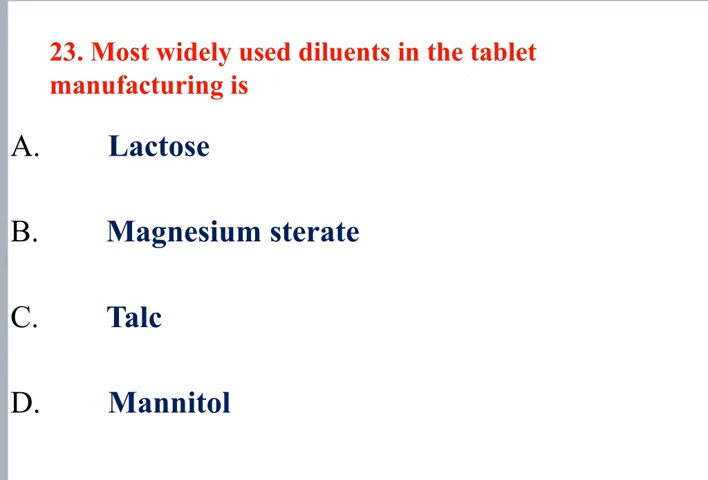 23. Most widely used diluents in the tablet
manufacturing is
A. Lactose
B. Magnesium sterate
C. Talc
D. Mannitol